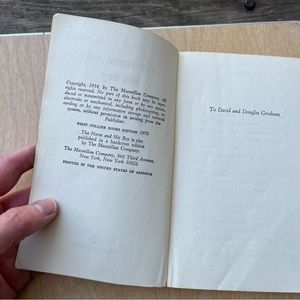 Copyright, 1954, by The Macmillan Company. All
rights reserved. No part of this book may be repro-
duced or transmitted in any form or by any means,
electronic or mechanical, including photocopying, re-
cording or by any information storage and retrieval
system, without permission in writing from the
Publisher.
FIRST COLLIER BOOKS EDITION 1970
The Horse and His Boy is also
published in a hardcover edition
by The Macmillan Company.
The Macmillan Company, 866 Third Avenue,
New York, New York 10022
PRINTED IN THE UNITED STATES OF AMERICA
To David and Douglas Gresham